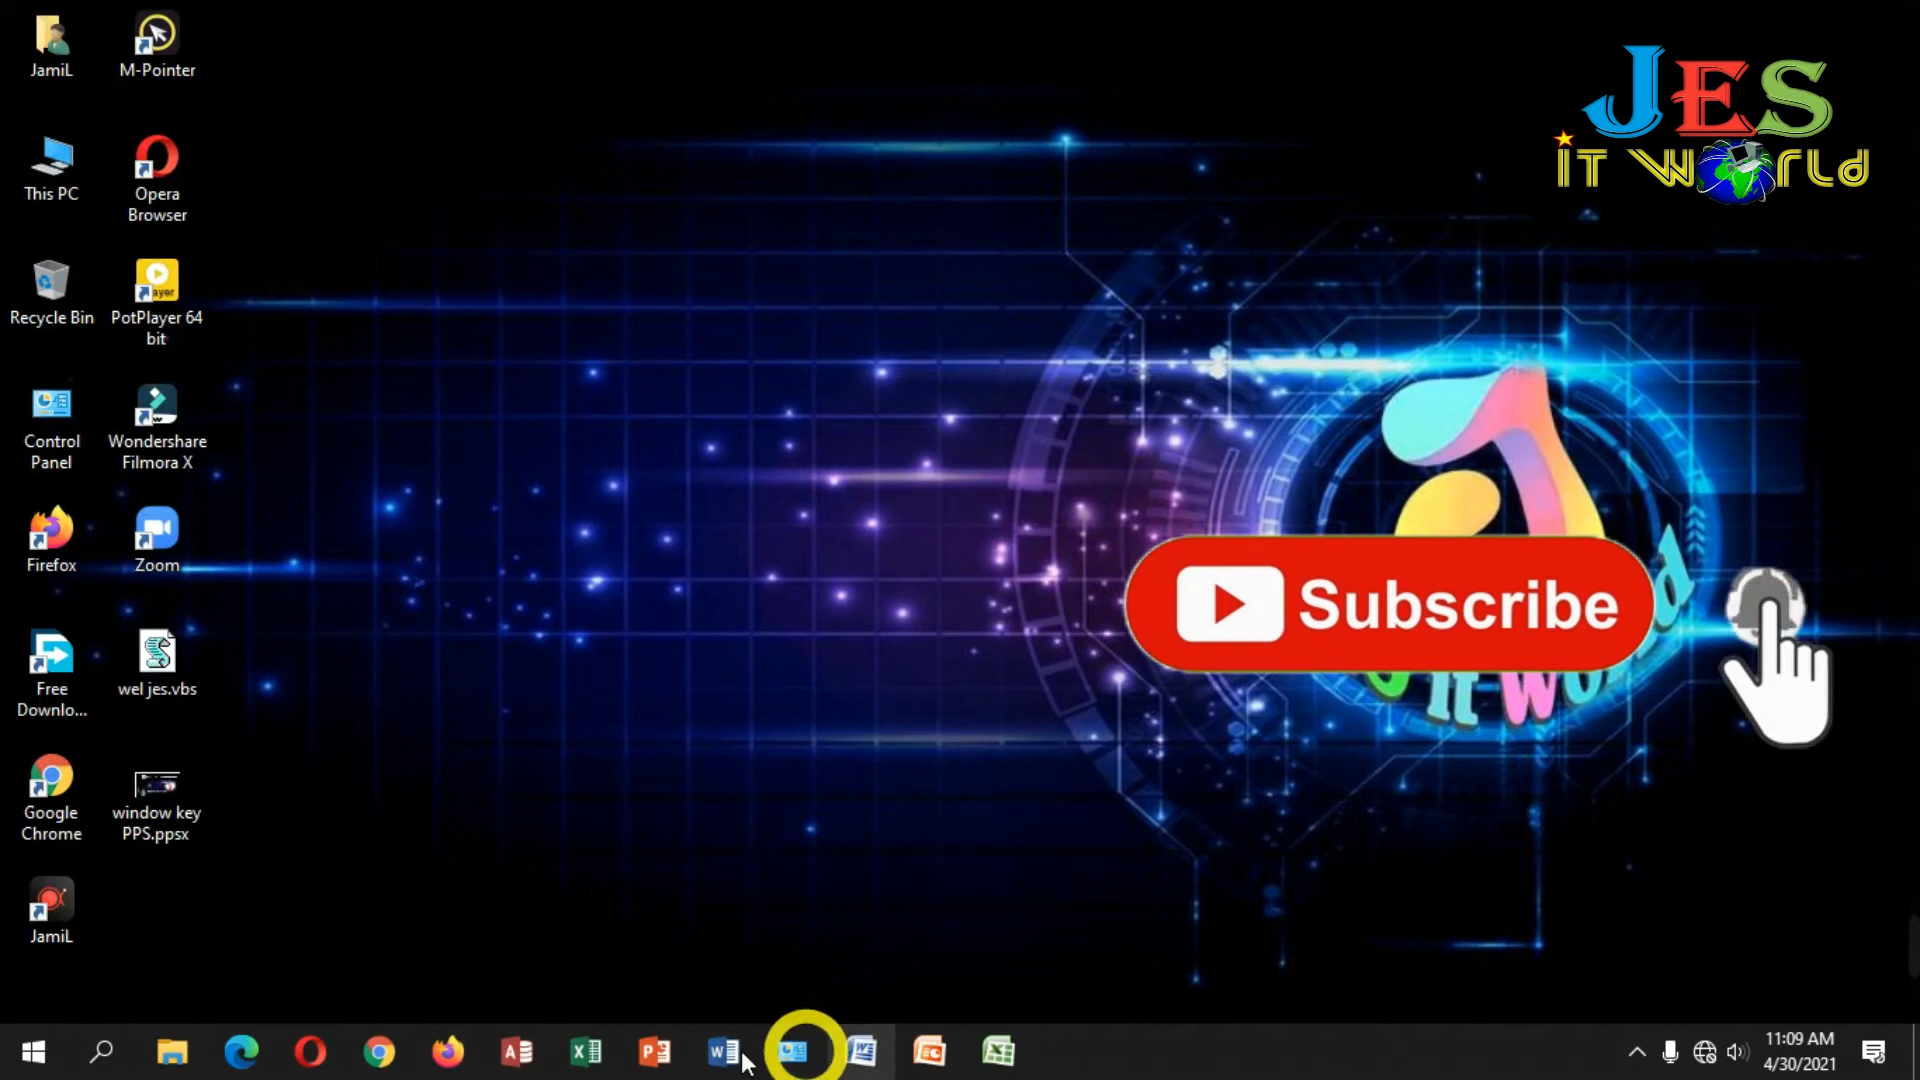 JamiL
M-Pointer
This PC
Opera
Browser
Recycle Bin
PotPlayer 64
bit
Control
Panel
Wondershare
Filmora X
Firefox
Zoom
Free
Downlo...
wel jes.vbs
Google
Chrome
window key
PPS.ppsx
JamiL
JES
iT WOrld
Subscribe
it wo
d
11:09 AM
4/30/2021